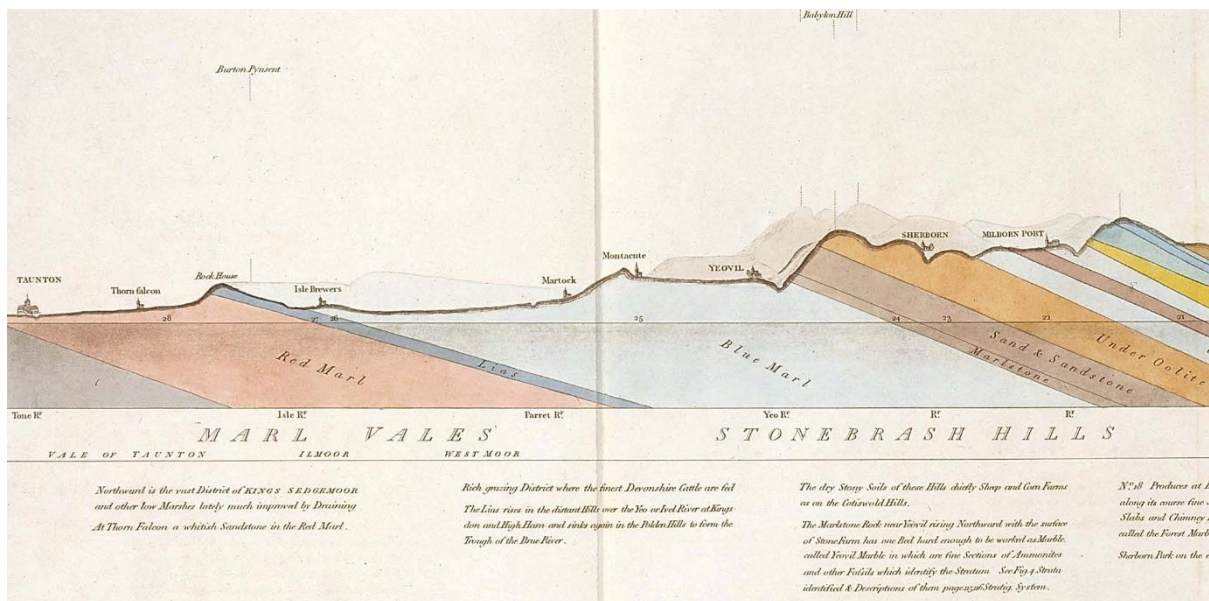 Babylon Hill
Burton Pynsent
SHERBORN
MILBORN PORT
Montacute
YEOVIL
TAUNTON
Rock House
Thorn falcon
Isle Brewers
Martock
28
27
26
25
24
23
22
21
Red Marl
Lias
Blue Marl
Sand & Sandstone
Marlstone
Under Oolite
Tone Rr.
Isle Rr.
Parret Rr.
Yeo Rr.
Rr.
Rr.
MARL VALES
STONEBRASH HILLS
VALE OF TAUNTON
ILMOOR
WEST MOOR
Northward is the vast District of KINGS SEDGEMOOR
and other low Marshes lately much improved by Draining
At Thorn Falcon a whitish Sandstone in the Red Marl.
Rich grazing District where the finest Devonshire Cattle are fed
The Lias rises in the distant Hills over the Yeo or Ivel River at Kings-
don and High Ham and sinks again in the Polden Hills to form the
Trough of the Brue River.
The dry Stony Soils of these Hills chiefly Sheep and Corn Farms
as on the Cotiswold Hills.
The Marlstone Rock near Yeovil rising Northward with the surface
of Stone Farm has one Bed hard enough to be worked as Marble
called Yeovil Marble in which are fine Sections of Ammonites
and other Fossils which identify the Stratum See Fig. 4 Strata
identified & Descriptions of them page Stratig. System.
No. 18 Produces at
along its course fine
Slabs and Chimney
called the Forest Marb
Sherborn Park on the